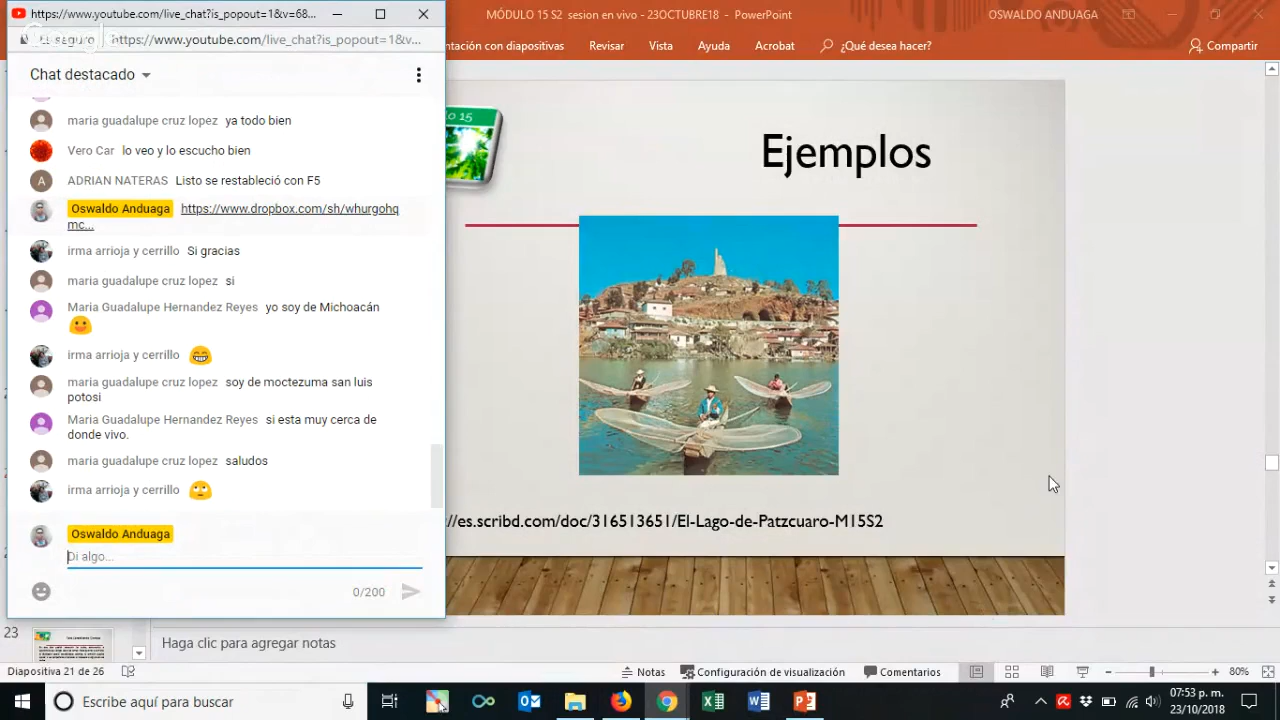 https://www.youtube.com/live_chat?is_popout=1&v=68...
https://www.youtube.com/live_chat?is_popout=1&v...
Chat destacado
maria guadalupe cruz lopez ya todo bien
Vero Car lo veo y lo escucho bien
A
ADRIAN NATERAS Listo se restableció con F5
Oswaldo Anduaga https://www.dropbox.com/sh/whurgohq
mc...
irma arrioja y cerrillo Si gracias
maria guadalupe cruz lopez si
Maria Guadalupe Hernandez Reyes yo soy de Michoacán
irma arrioja y cerrillo
maria guadalupe cruz lopez soy de moctezuma san luis
potosi
Maria Guadalupe Hernandez Reyes si esta muy cerca de
donde vivo.
maria guadalupe cruz lopez saludos
irma arrioja y cerrillo
Oswaldo Anduaga
Di algo...
0/200
MÓDULO 15 S2 sesion en vivo - 23OCTUBRE18 - PowerPoint
OSWALDO ANDUAGA
ntación con diapositivas Revisar Vista Ayuda Acrobat ¿Qué desea hacer? Compartir
o 15
Ejemplos
://es.scribd.com/doc/316513651/El-Lago-de-Patzcuaro-M15S2
23
Haga clic para agregar notas
Diapositiva 21 de 26
Notas Configuración de visualización Comentarios 80%
Escribe aquí para buscar
07:53 p. m.
23/10/2018